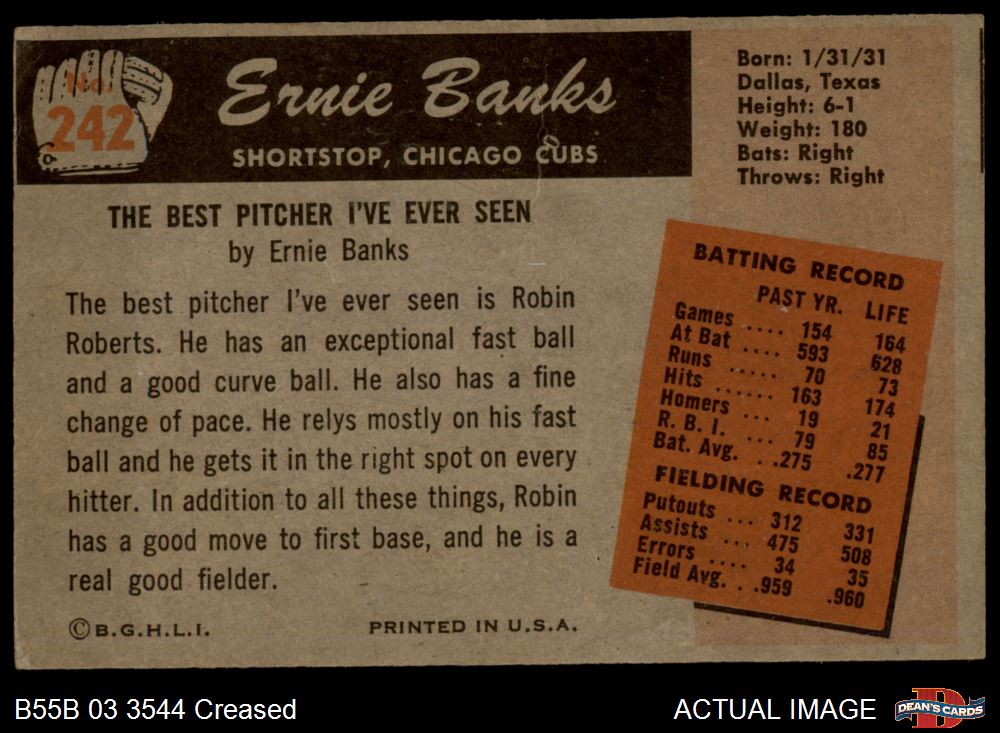 No.
242
Ernie Banks
SHORTSTOP, CHICAGO CUBS
Born: 1/31/31
Dallas, Texas
Height: 6-1
Weight: 180
Bats: Right
Throws: Right
THE BEST PITCHER I'VE EVER SEEN
by Ernie Banks
The best pitcher I've ever seen is Robin
Roberts. He has an exceptional fast ball
and a good curve ball. He also has a fine
change of pace. He relys mostly on his fast
ball and he gets it in the right spot on every
hitter. In addition to all these things, Robin
has a good move to first base, and he is a
real good fielder.
©B.G.H.L.I.
PRINTED IN U.S.A.
BATTING RECORD
PAST YR. LIFE
Games .... 154 164
At Bat .... 593 628
Runs ..... 70 73
Hits ...... 163 174
Homers ... 19 21
R. B. I. ... 79 85
Bat. Avg. ..275 .277
FIELDING RECORD
Putouts ... 312 331
Assists ... 475 508
Errors .... 34 35
Field Avg. . .959 .960
B55B 03 3544 Creased
ACTUAL IMAGE
DEAN'S CARDS